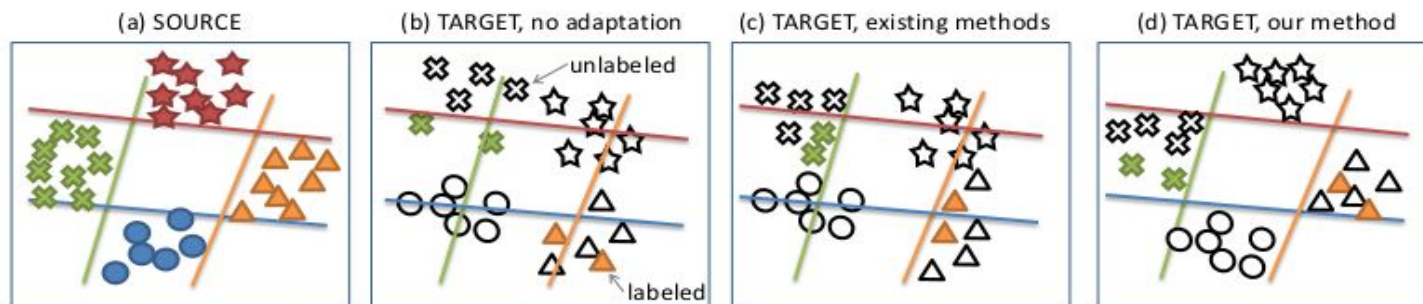 (a) SOURCE
(b) TARGET, no adaptation
(c) TARGET, existing methods
(d) TARGET, our method
unlabeled
labeled